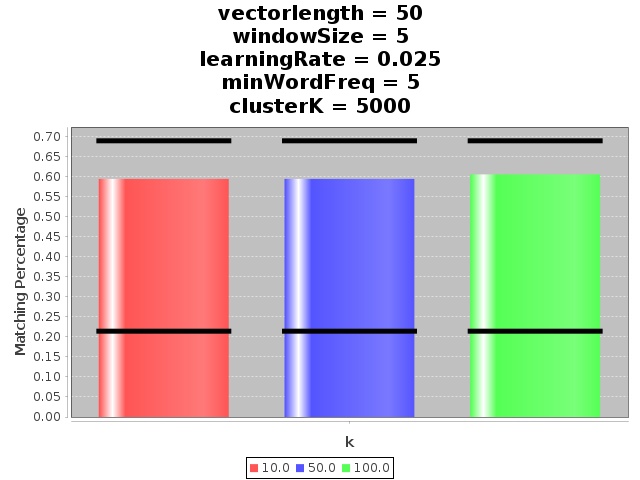 vectorlength = 50
windowSize = 5
learningRate = 0.025
minWordFreq = 5
clusterK = 5000
0.70
0.65
0.60
0.55
0.50
0.45
0.40
0.35
0.30
0.25
0.20
0.15
0.10
0.05
0.00
Matching Percentage
k
10.0 50.0 100.0